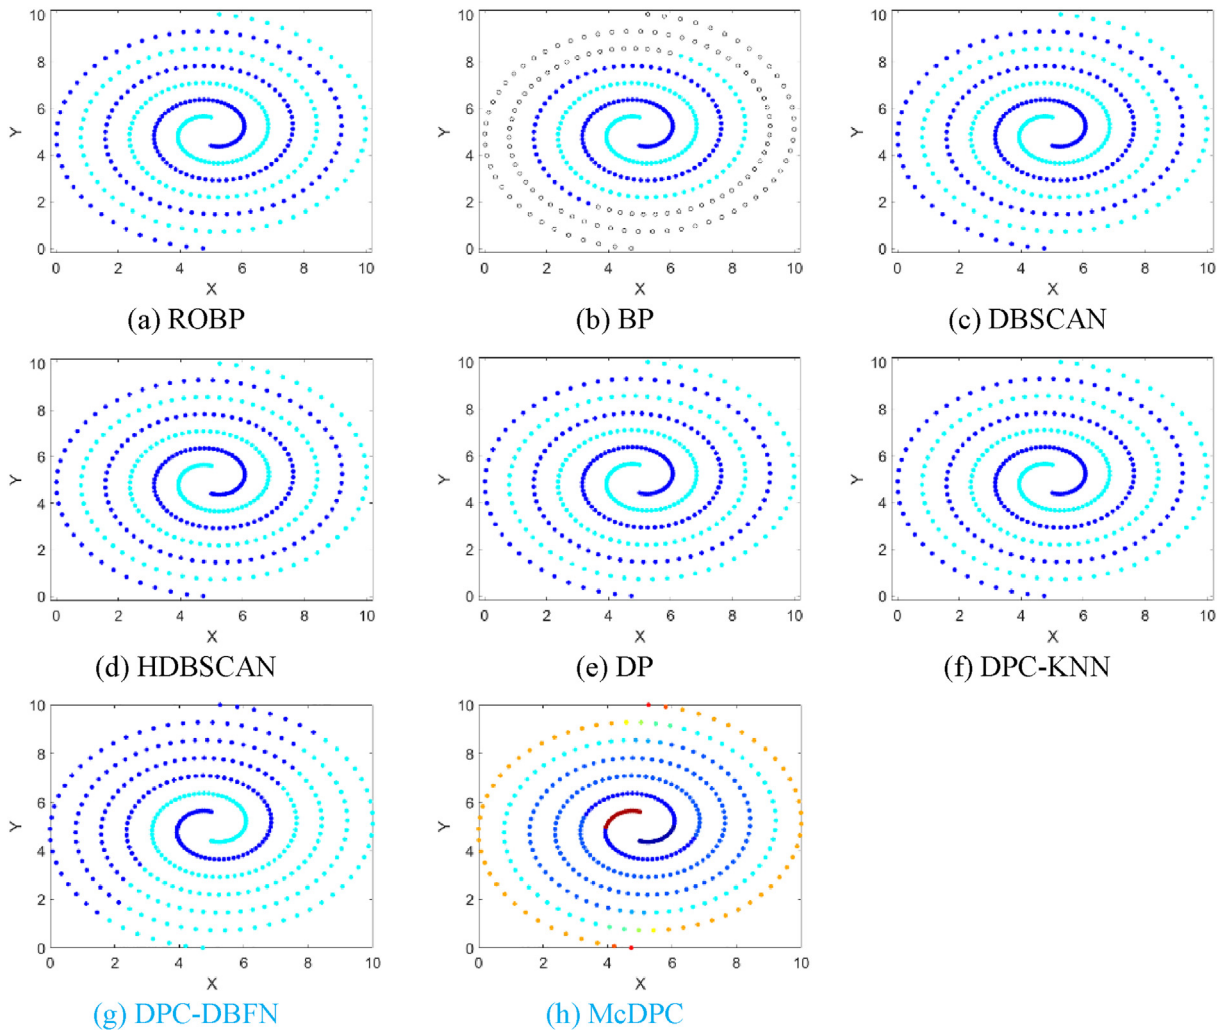 10 10 10
8 8 8
6 6 6
Y Y Y
4 4 4
2 2 2
0 0 0
0 2 4 6 8 10 0 2 4 6 8 10 0 2 4 6 8 10
X X X
(a) ROBP (b) BP (c) DBSCAN
10 10 10
8 8 8
6 6 6
Y Y Y
4 4 4
2 2 2
0 0 0
0 2 4 6 8 10 0 2 4 6 8 10 0 2 4 6 8 10
X X X
(d) HDBSCAN (e) DP (f) DPC-KNN
10 10
8 8
6 6
Y Y
4 4
2 2
0 0
0 2 4 6 8 10 0 2 4 6 8 10
X X
(g) DPC-DBFN (h) McDPC